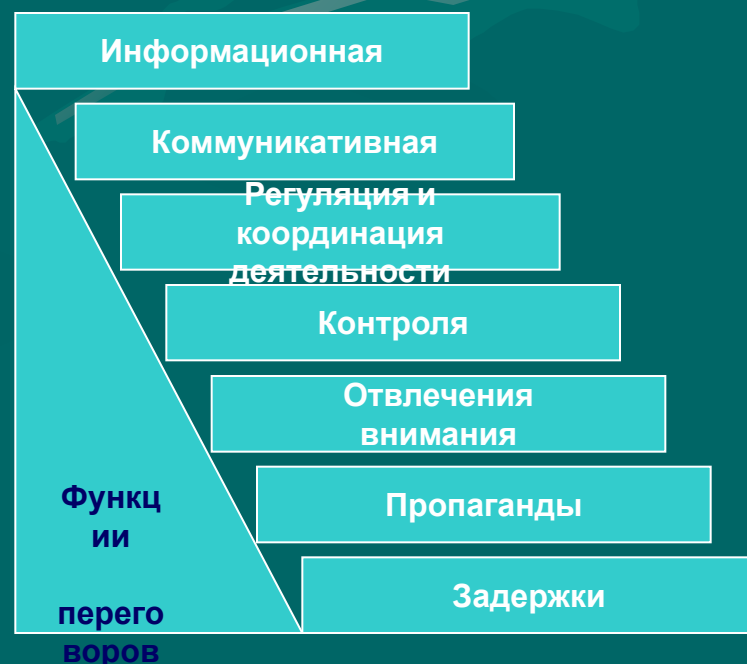 Информационная
Коммуникативная
Регуляция и
координация
деятельности
Контроля
Отвлечения
внимания
Пропаганды
Задержки
Функц
ии
перего
воров